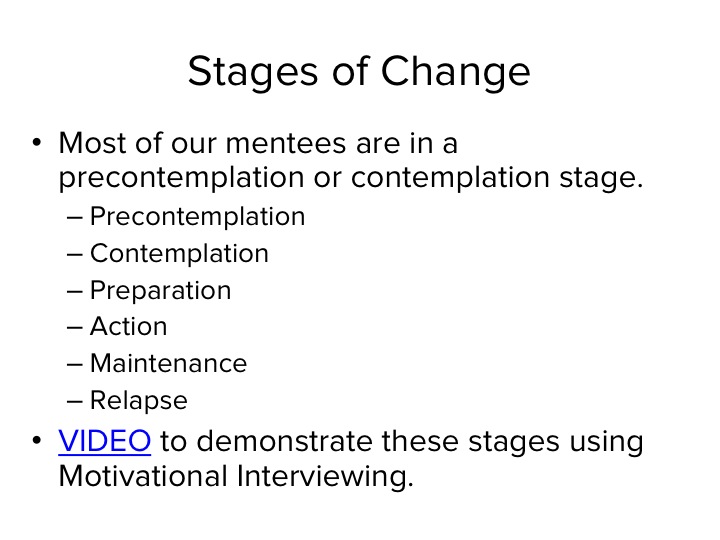 Stages of Change
• Most of our mentees are in a
precontemplation or contemplation stage.
– Precontemplation
– Contemplation
– Preparation
– Action
– Maintenance
– Relapse
• VIDEO to demonstrate these stages using
Motivational Interviewing.